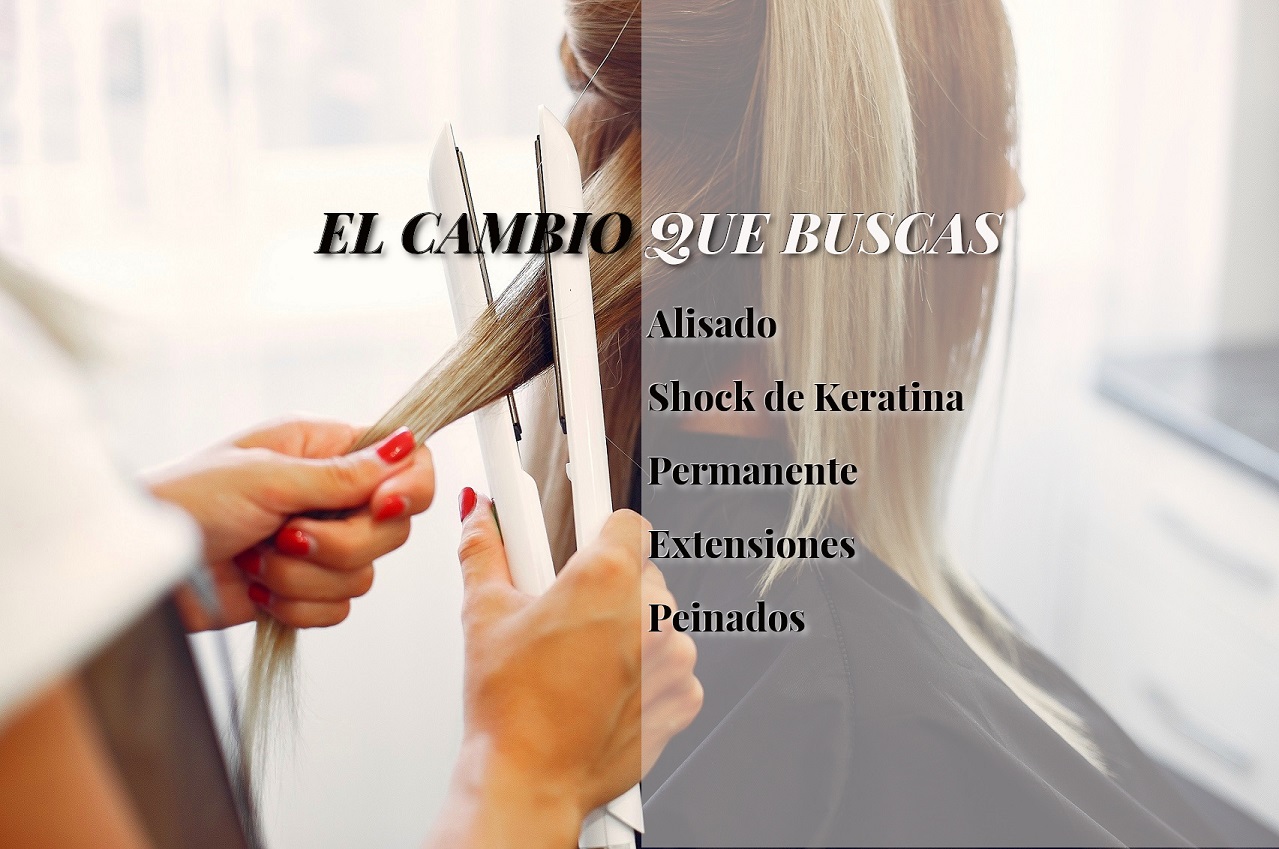 EL CAMBIO QUE BUSCAS
Alisado
Shock de Keratina
Permanente
Extensiones
Peinados